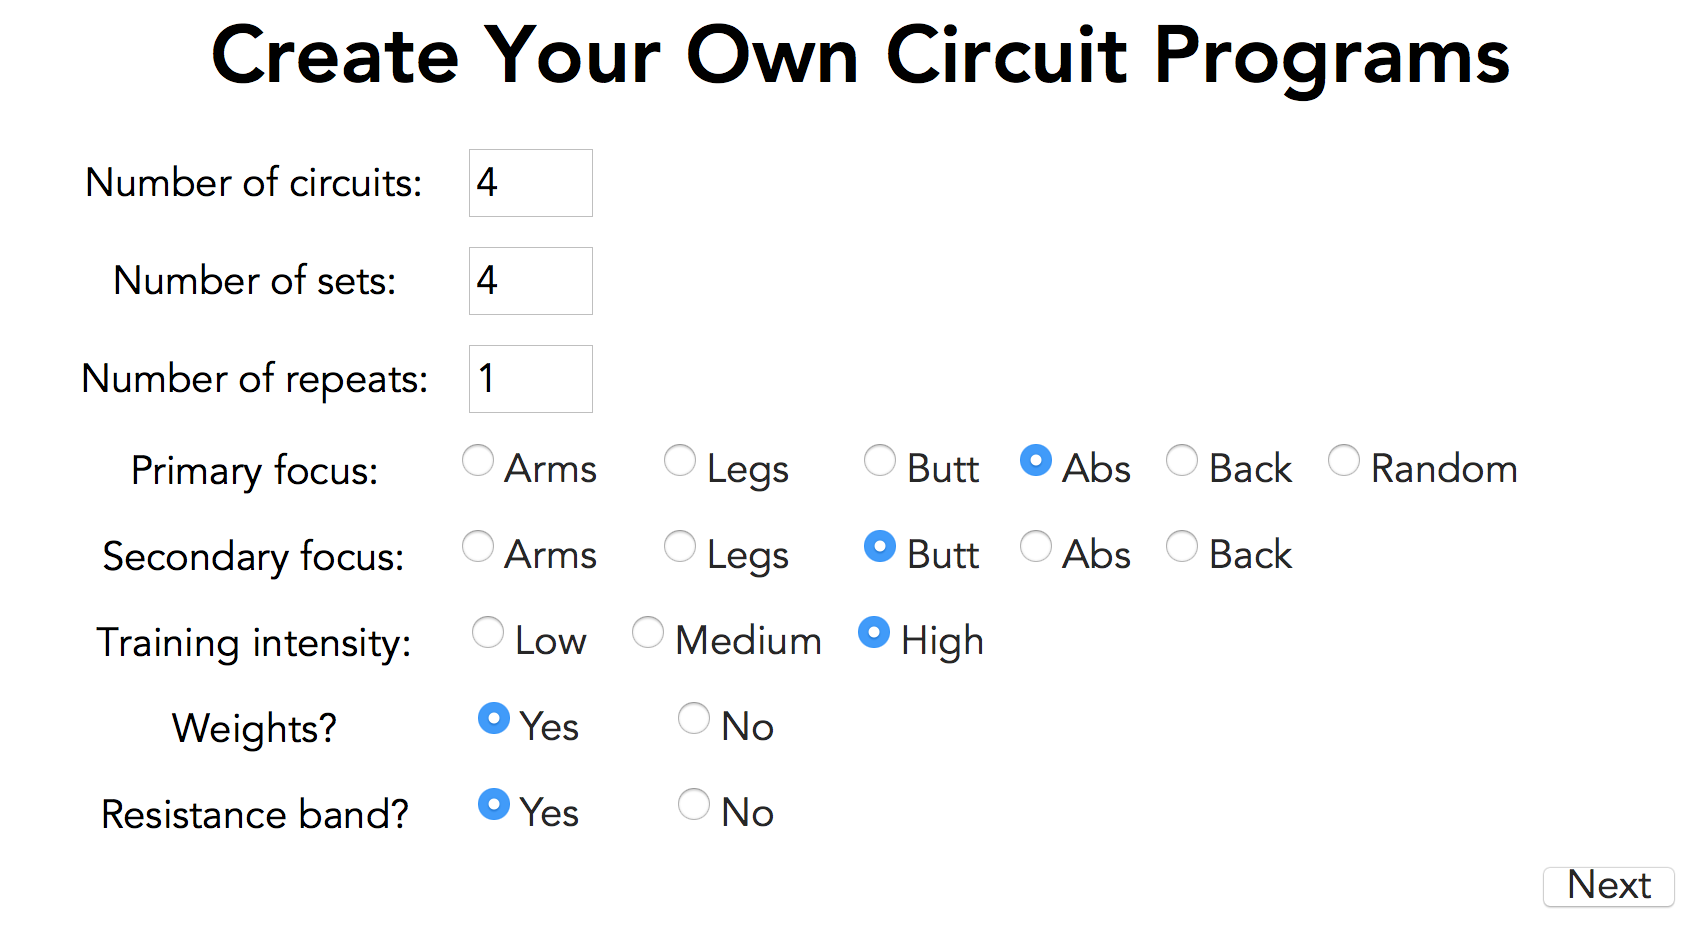 Create Your Own Circuit Programs
Number of circuits: 4
Number of sets: 4
Number of repeats: 1
Primary focus: Arms Legs Butt Abs Back Random
Secondary focus: Arms Legs Butt Abs Back
Training intensity: Low Medium High
Weights? Yes No
Resistance band? Yes No
Next